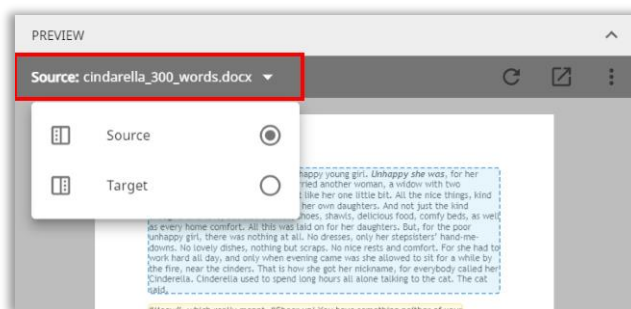 PREVIEW
Source: cindarella_300_words.docx
Source
Target
happy young girl. Unhappy she was, for her
ried another woman, a widow with two
like her one little bit. All the nice things, kind
her own daughters. And not just the kind
hoes, shawls, delicious food, comfy beds, as well
as every home comfort. All this was laid on for her daughters. But, for the poor
unhappy girl, there was nothing at all. No dresses, only her stepsisters' hand-me-
downs. No lovely dishes, nothing but scraps. No nice rests and comfort. For she had to
work hard all day, and only when evening came was she allowed to sit for a while by
the fire, near the cinders. That is how she got her nickname, for everybody called her
Cinderella. Cinderella used to spend long hours all alone talking to the cat. The cat
said,